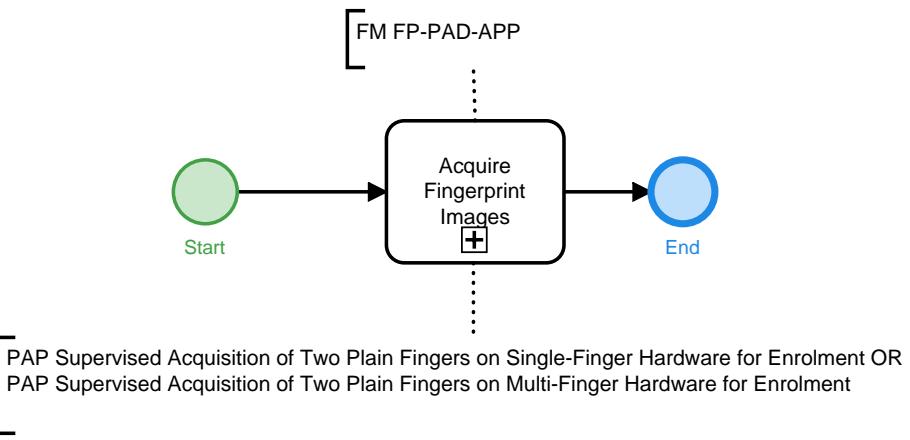 FM FP-PAD-APP
Acquire
Fingerprint
Images
Start
End
PAP Supervised Acquisition of Two Plain Fingers on Single-Finger Hardware for Enrolment OR
PAP Supervised Acquisition of Two Plain Fingers on Multi-Finger Hardware for Enrolment